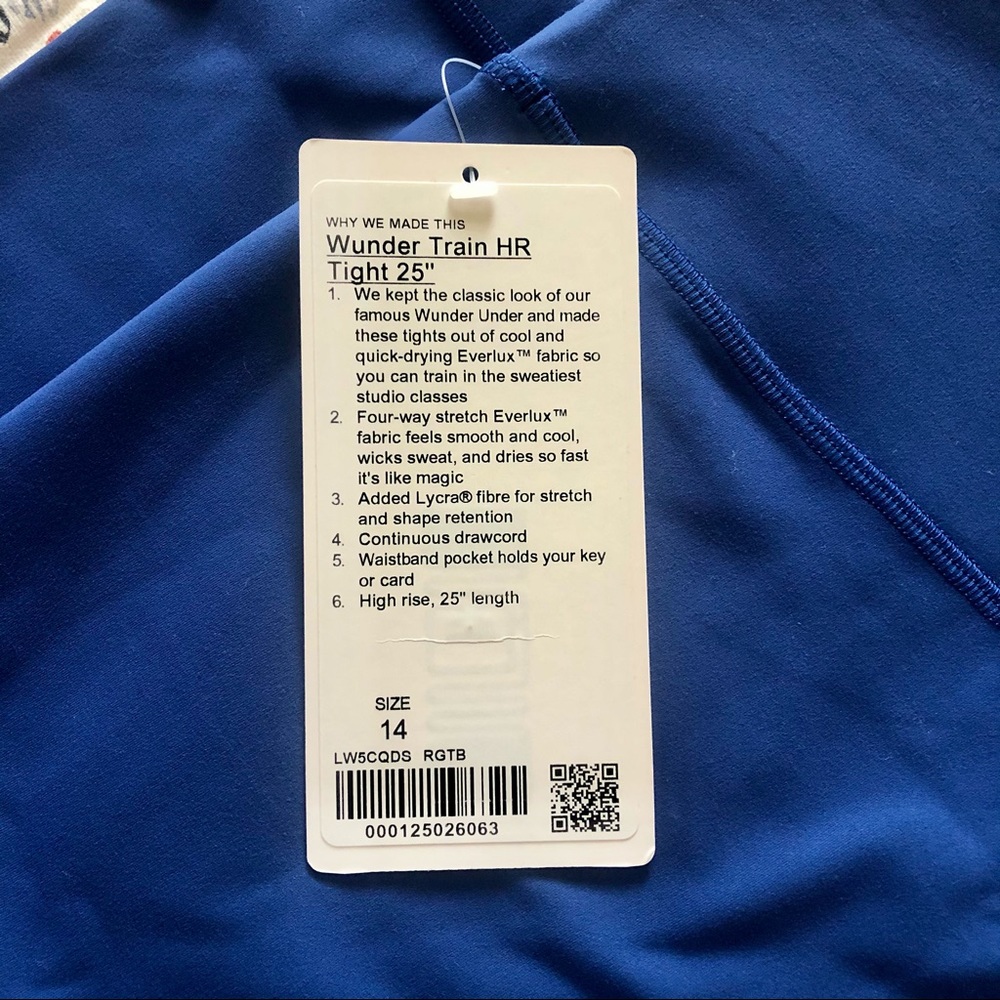 WHY WE MADE THIS
Wunder Train HR
Tight 25"
1. We kept the classic look of our
famous Wunder Under and made
these tights out of cool and
quick-drying Everlux™ fabric so
you can train in the sweatiest
studio classes
2. Four-way stretch Everlux™
fabric feels smooth and cool,
wicks sweat, and dries so fast
it's like magic
3. Added Lycra® fibre for stretch
and shape retention
4. Continuous drawcord
5. Waistband pocket holds your key
or card
6. High rise, 25" length
SIZE
14
LW5CQDS RGTB
000125026063